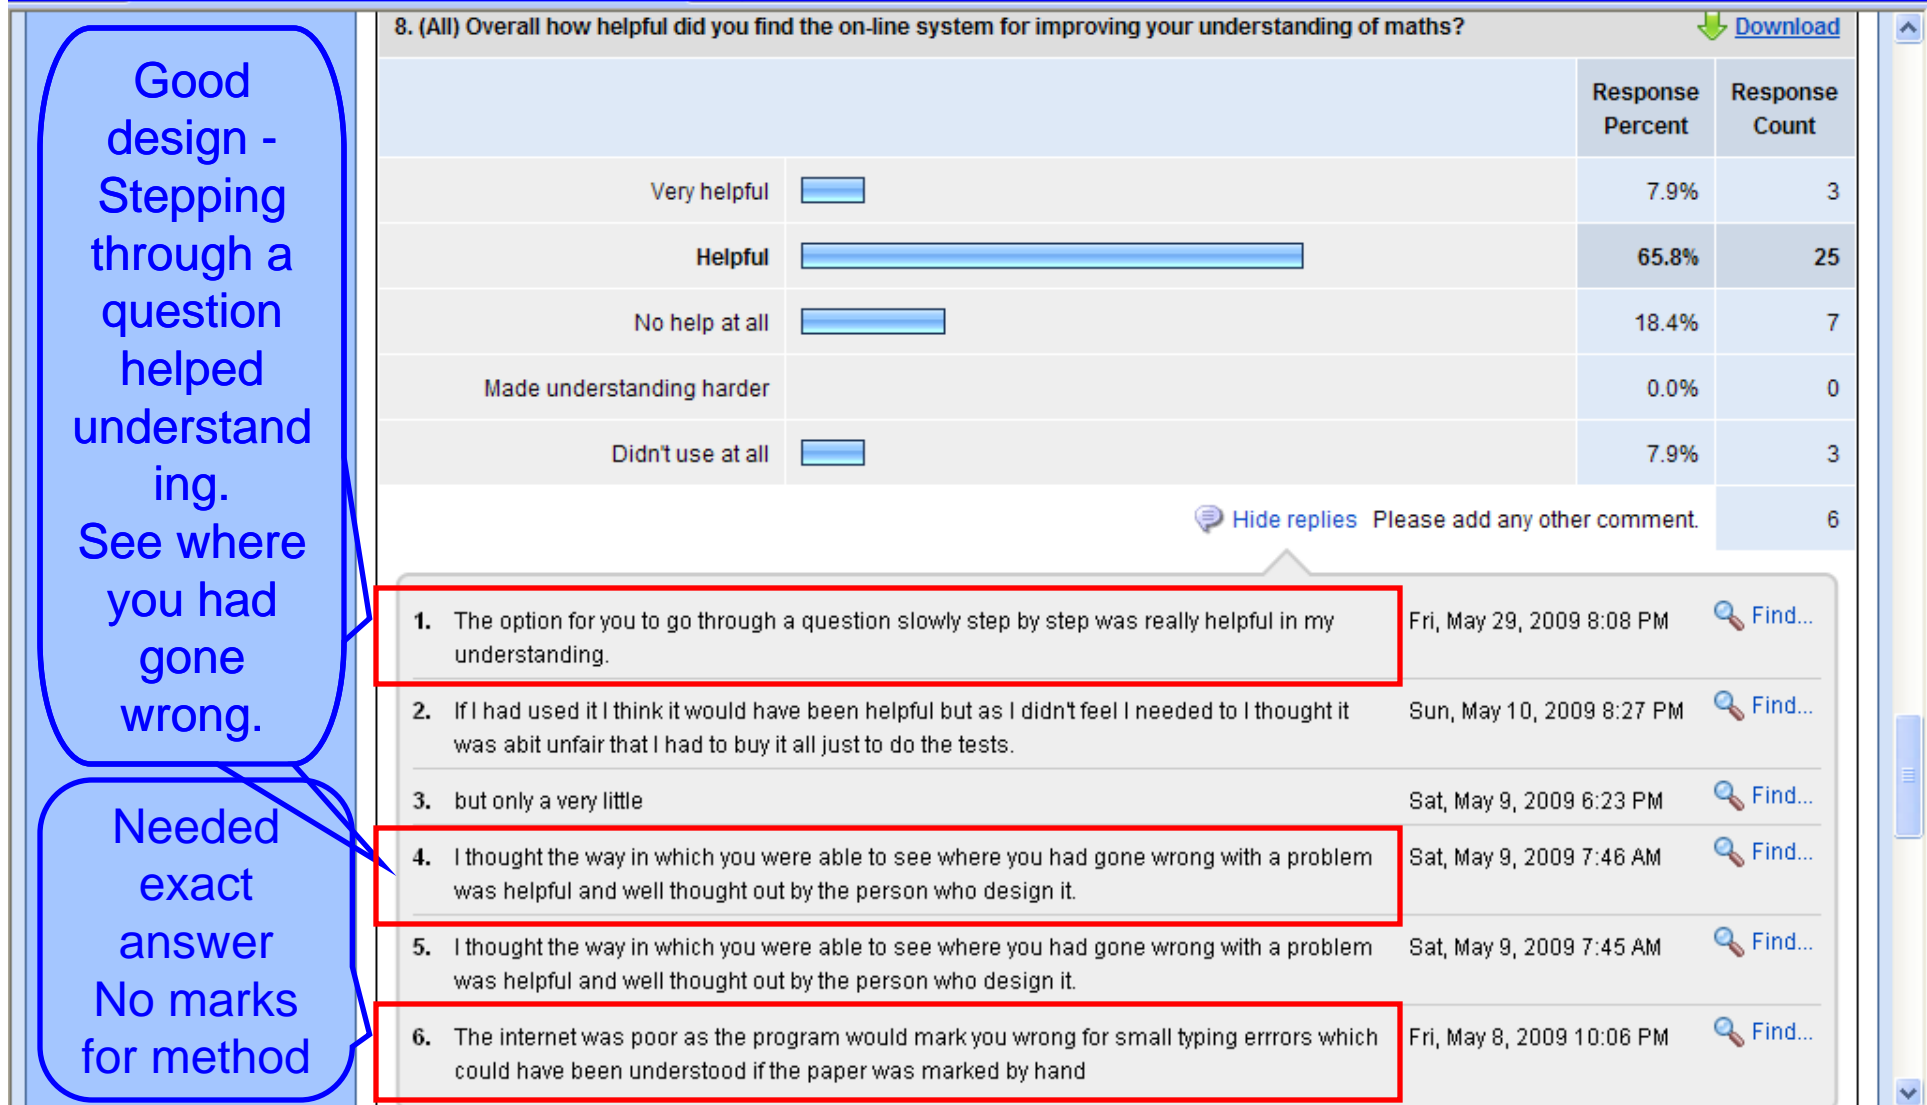 8. (All) Overall how helpful did you find the on-line system for improving your understanding of maths?
Download
Response Percent
Response Count
Very helpful 7.9% 3
Helpful 65.8% 25
No help at all 18.4% 7
Made understanding harder 0.0% 0
Didn't use at all 7.9% 3
Hide replies Please add any other comment. 6
1. The option for you to go through a question slowly step by step was really helpful in my
understanding.
Fri, May 29, 2009 8:08 PM Find...
2. If I had used it I think it would have been helpful but as I didn't feel I needed to I thought it
was abit unfair that I had to buy it all just to do the tests.
Sun, May 10, 2009 8:27 PM Find...
3. but only a very little
Sat, May 9, 2009 6:23 PM Find...
4. I thought the way in which you were able to see where you had gone wrong with a problem
was helpful and well thought out by the person who design it.
Sat, May 9, 2009 7:46 AM Find...
5. I thought the way in which you were able to see where you had gone wrong with a problem
was helpful and well thought out by the person who design it.
Sat, May 9, 2009 7:45 AM Find...
6. The internet was poor as the program would mark you wrong for small typing errrors which
could have been understood if the paper was marked by hand
Fri, May 8, 2009 10:06 PM Find...
Good
design -
Stepping
through a
question
helped
understand
ing.
See where
you had
gone
wrong.
Needed
exact
answer
No marks
for method